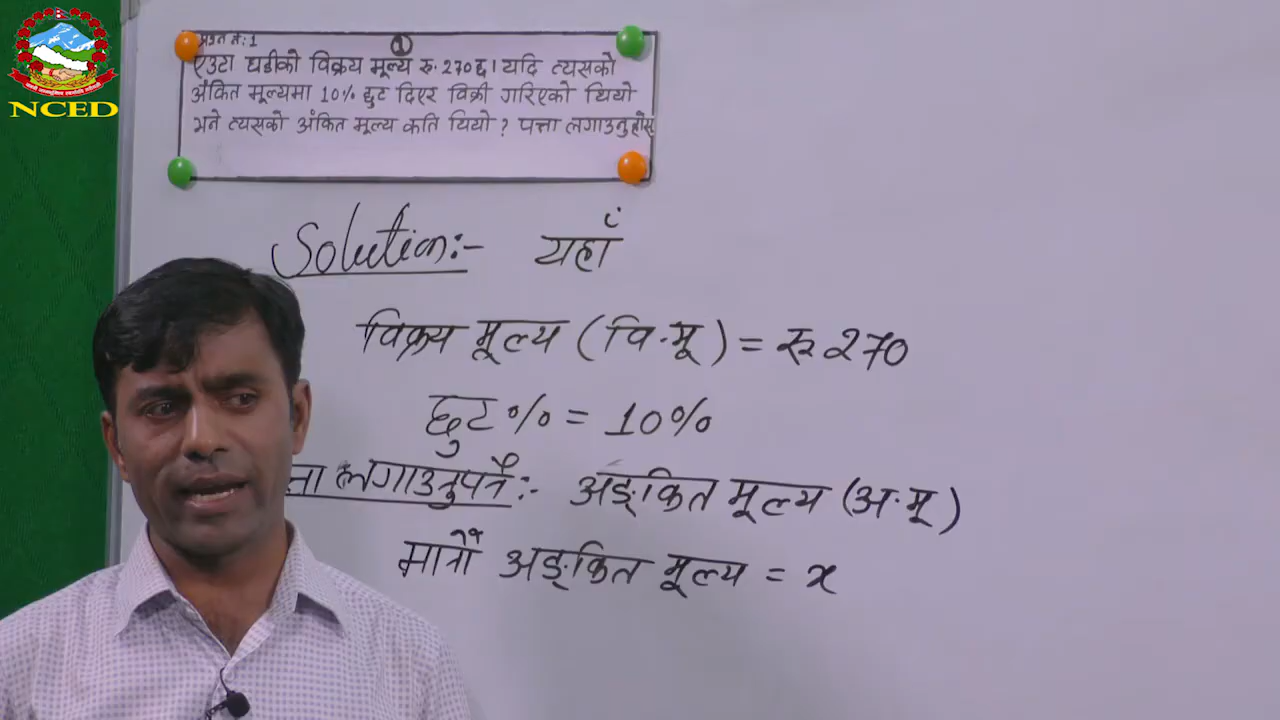 NCED
प्रश्न नं: 1
①
एउटा घडीको विक्रय मूल्य रु. 270 छ। यदि त्यसको
अंकित मूल्यमा 10% छुट दिएर विक्री गरिएको थियो
भने त्यसको अंकित मूल्य कति थियो ? पत्ता लगाउनुहोस्
Solution:- यहाँ
विक्रय मूल्य (वि.मू) = रु 270
छुट % = 10%
ता लगाउनुपर्ने:- अङ्कित मूल्य (अ.मू)
मानौँ अङ्कित मूल्य = x